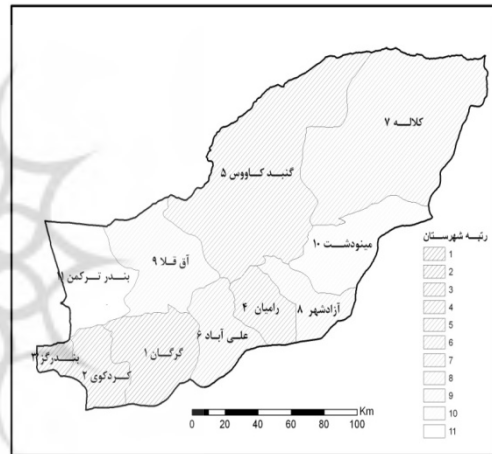 کلاله ۷
گنبد کاووس ۵
مینودشت ۱۰
آق قلا ۹
بندر ترکمن ۱۱
آزادشهر ۸
رامیان ۴
علی آباد ۶
گرگان ۱
کردکوی ۲
بندرگز ۳
رتبه شهرستان
1
2
3
4
5
6
7
8
9
10
11
Km
0 20 40 60 80 100